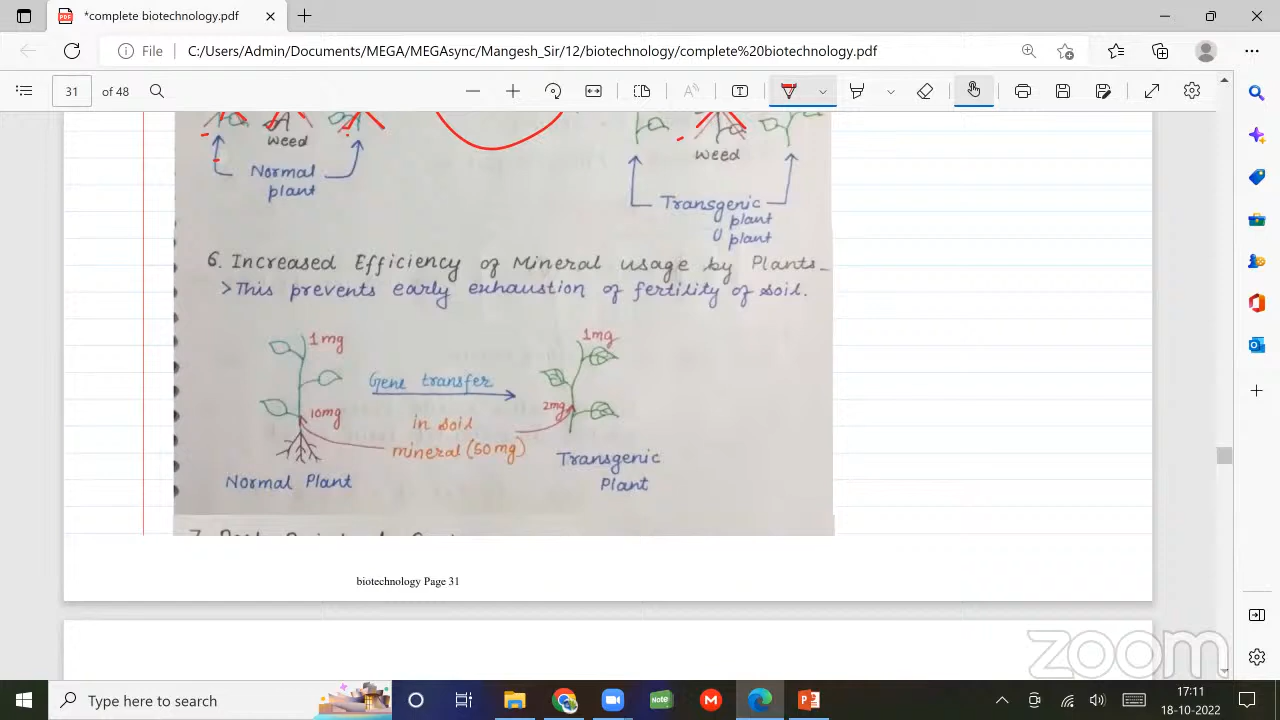 *complete biotechnology.pdf
File
C:/Users/Admin/Documents/MEGA/MEGAsync/Mangesh_Sir/12/biotechnology/complete%20biotechnology.pdf
31 of 48
weed
Normal
plant
weed
Transgenic
plant
plant
6. Increased Efficiency of Mineral usage by Plants-
>This prevents early exhaustion of fertility of soil.
1mg
1mg
Gene transfer
10mg
2mg
in soil
mineral (50mg)
Normal Plant
Transgenic
Plant
biotechnology Page 31
zoom
Type here to search
Note
17:11
18-10-2022